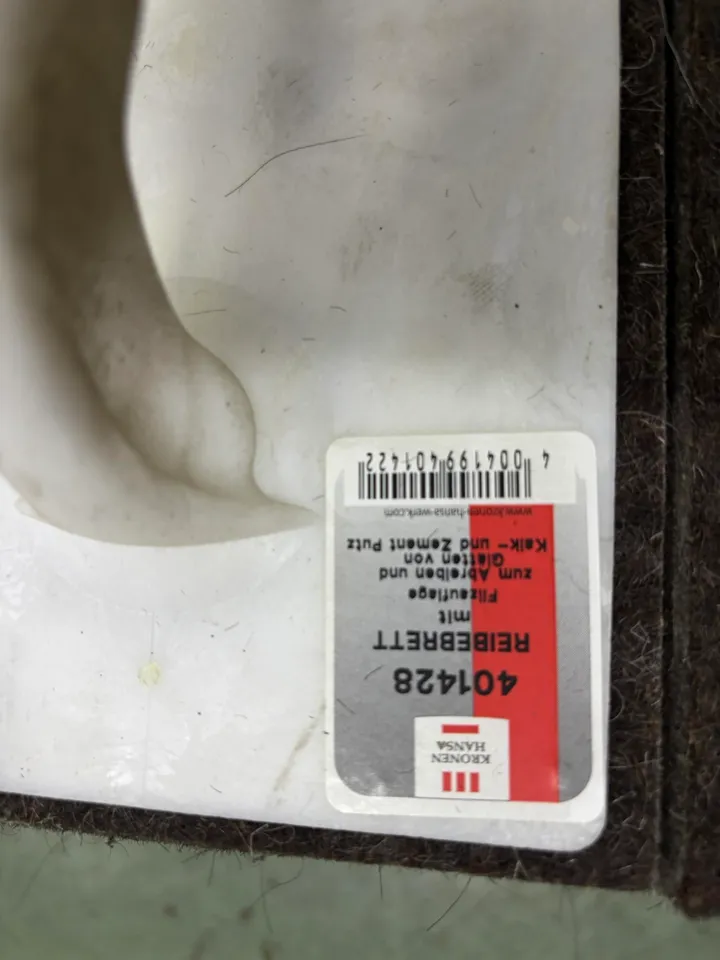 KRONEN
HANSA
401428
REIBEBRETT
mit
Filzauflage
zum Abreiben und
Glätten von
Kalk- und Zement Putz
www.kronen-hansa-werk.com
4 004199 401422